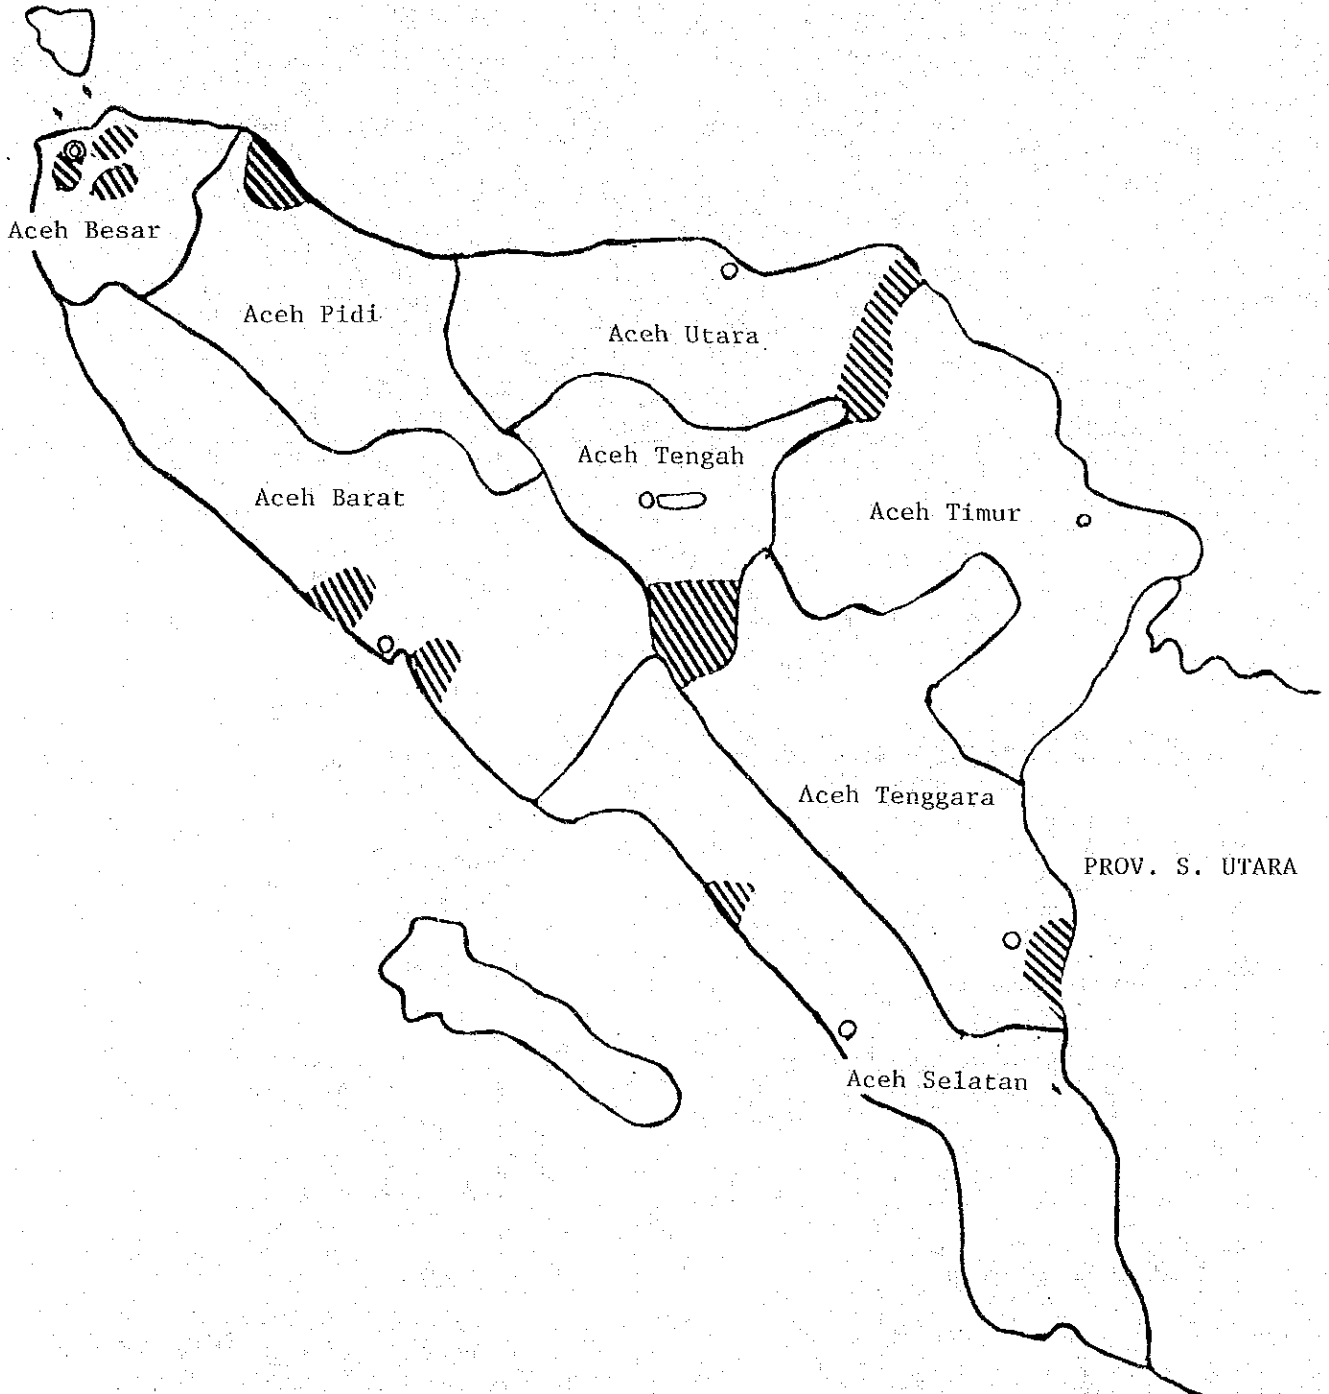 Aceh Besar
Aceh Pidi
Aceh Utara
Aceh Tengah
Aceh Barat
Aceh Timur
Aceh Tenggara
PROV. S. UTARA
Aceh Selatan